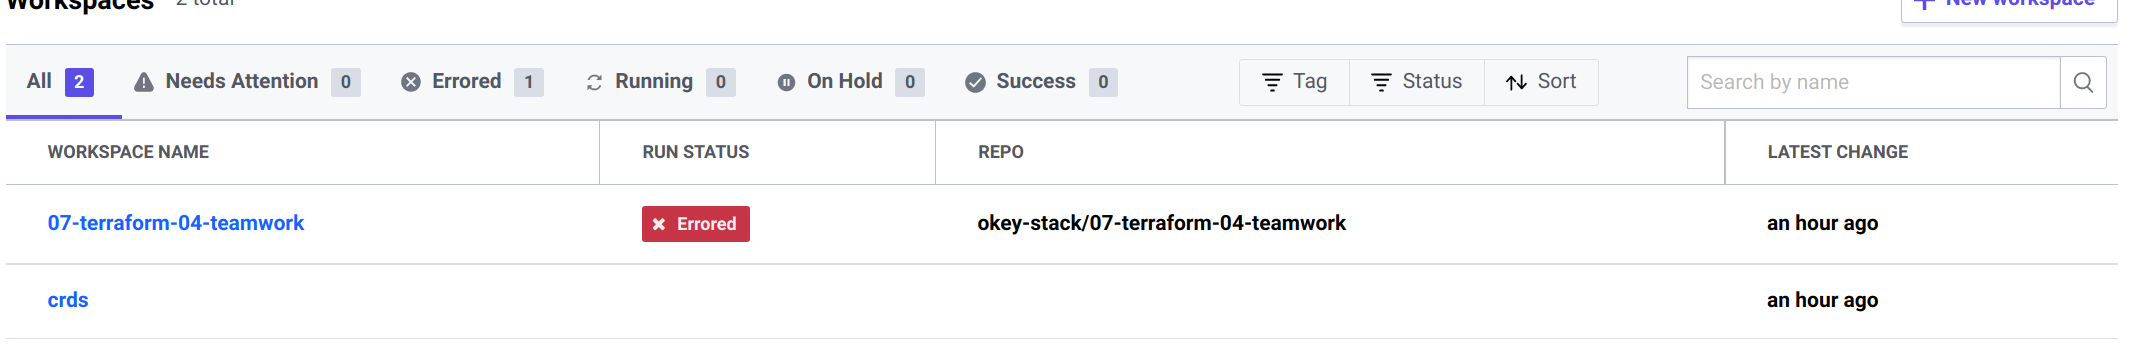 Workspaces 2 total
+ New workspace
All 2 Needs Attention 0 Errored 1 Running 0 On Hold 0 Success 0 Tag Status Sort Search by name
WORKSPACE NAME RUN STATUS REPO LATEST CHANGE
07-terraform-04-teamwork Errored okey-stack/07-terraform-04-teamwork an hour ago
crds an hour ago